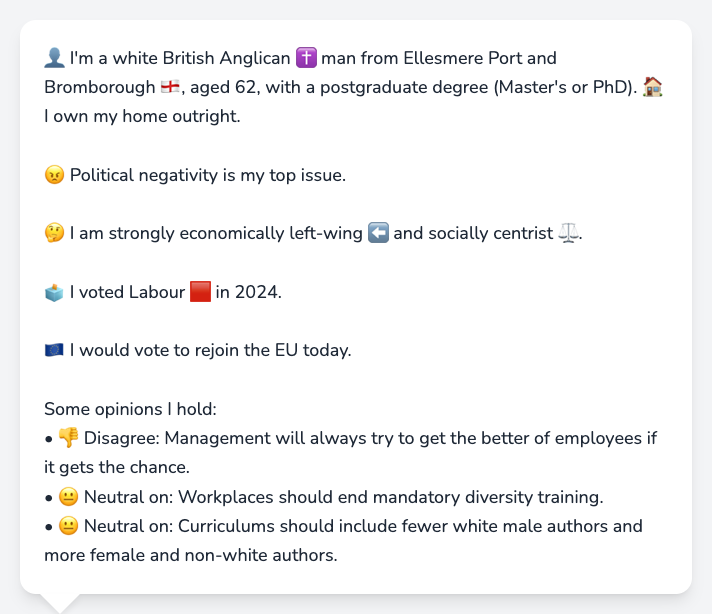 👤 I'm a white British Anglican ✝️ man from Ellesmere Port and
Bromborough 🏴󠁧󠁢󠁥󠁮󠁧󠁿, aged 62, with a postgraduate degree (Master's or PhD). 🏠
I own my home outright.
😠 Political negativity is my top issue.
🤔 I am strongly economically left-wing ⬅️ and socially centrist ⚖️.
🗳️ I voted Labour 🟥 in 2024.
🇪🇺 I would vote to rejoin the EU today.
Some opinions I hold:
• 👎 Disagree: Management will always try to get the better of employees if
it gets the chance.
• 😐 Neutral on: Workplaces should end mandatory diversity training.
• 😐 Neutral on: Curriculums should include fewer white male authors and
more female and non-white authors.